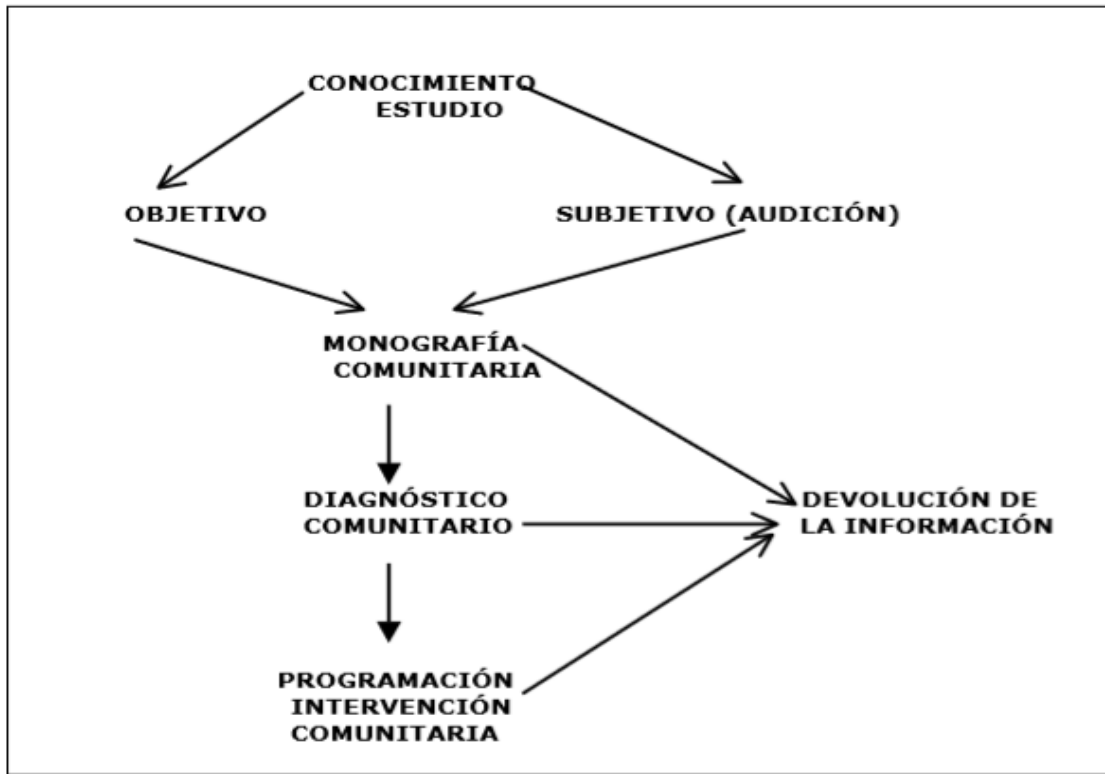 CONOCIMIENTO
ESTUDIO
OBJETIVO
SUBJETIVO (AUDICIÓN)
MONOGRAFÍA
COMUNITARIA
DIAGNÓSTICO
COMUNITARIO
DEVOLUCIÓN DE
LA INFORMACIÓN
PROGRAMACIÓN
INTERVENCIÓN
COMUNITARIA